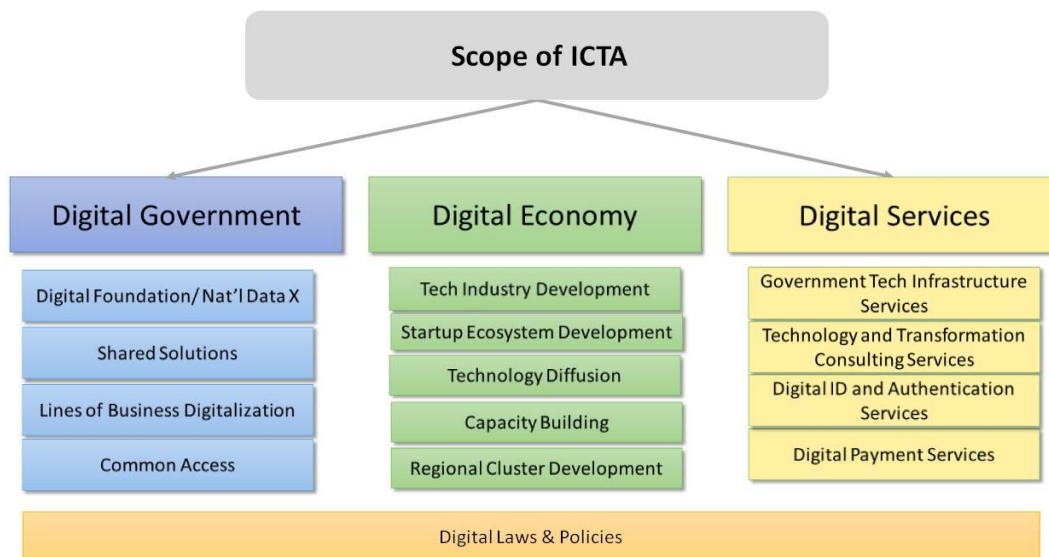 Scope of ICTA
Digital Government
Digital Foundation/ Nat'l Data X
Shared Solutions
Lines of Business Digitalization
Common Access
Digital Economy
Tech Industry Development
Startup Ecosystem Development
Technology Diffusion
Capacity Building
Regional Cluster Development
Digital Services
Government Tech Infrastructure
Services
Technology and Transformation
Consulting Services
Digital ID and Authentication
Services
Digital Payment Services
Digital Laws & Policies